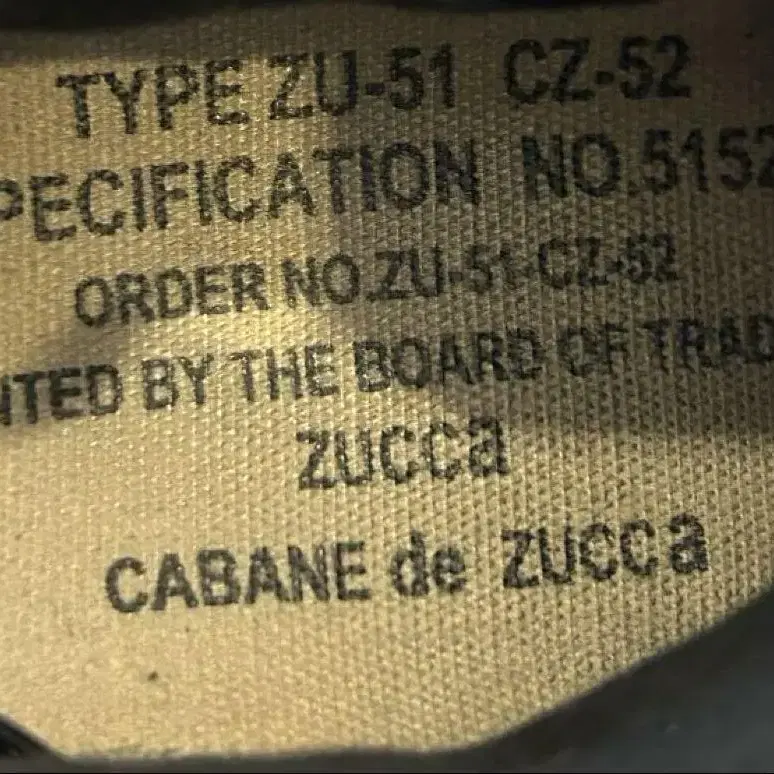 TYPE ZU-51 CZ-52
PECIFICATION NO.5152
ORDER NO.ZU-51-CZ-52
NTED BY THE BOARD OF TRAD
ZUCCa
CABANE de ZUCCa